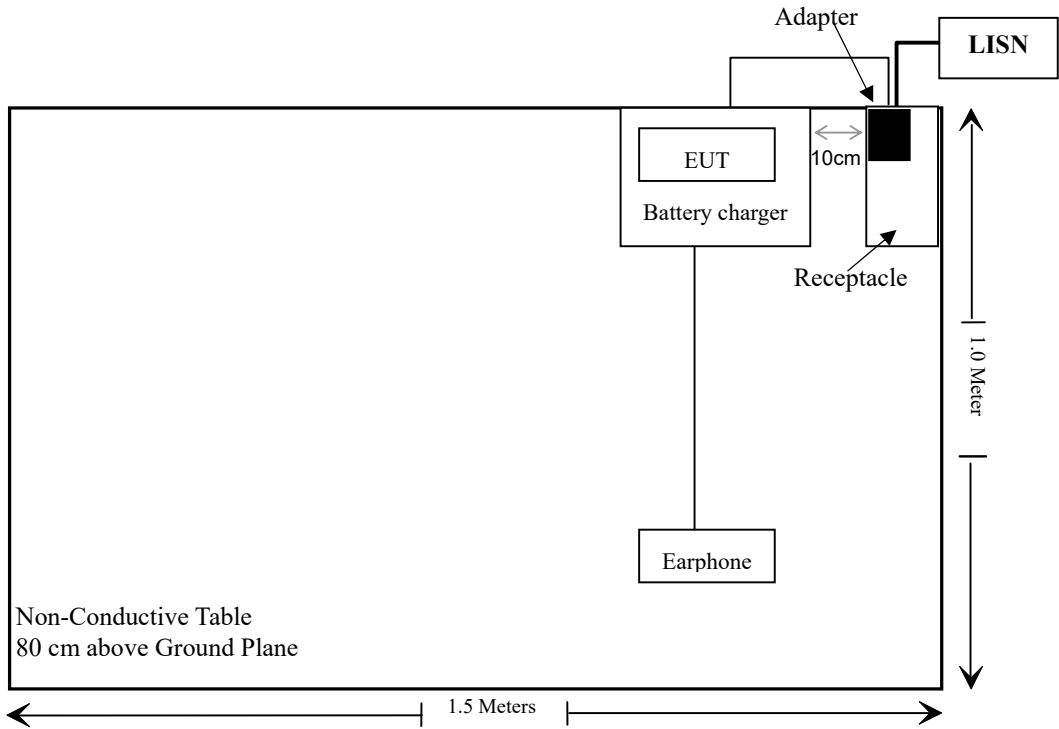 Adapter
LISN
EUT
10cm
Battery charger
Receptacle
1.0 Meter
Earphone
Non-Conductive Table
80 cm above Ground Plane
1.5 Meters